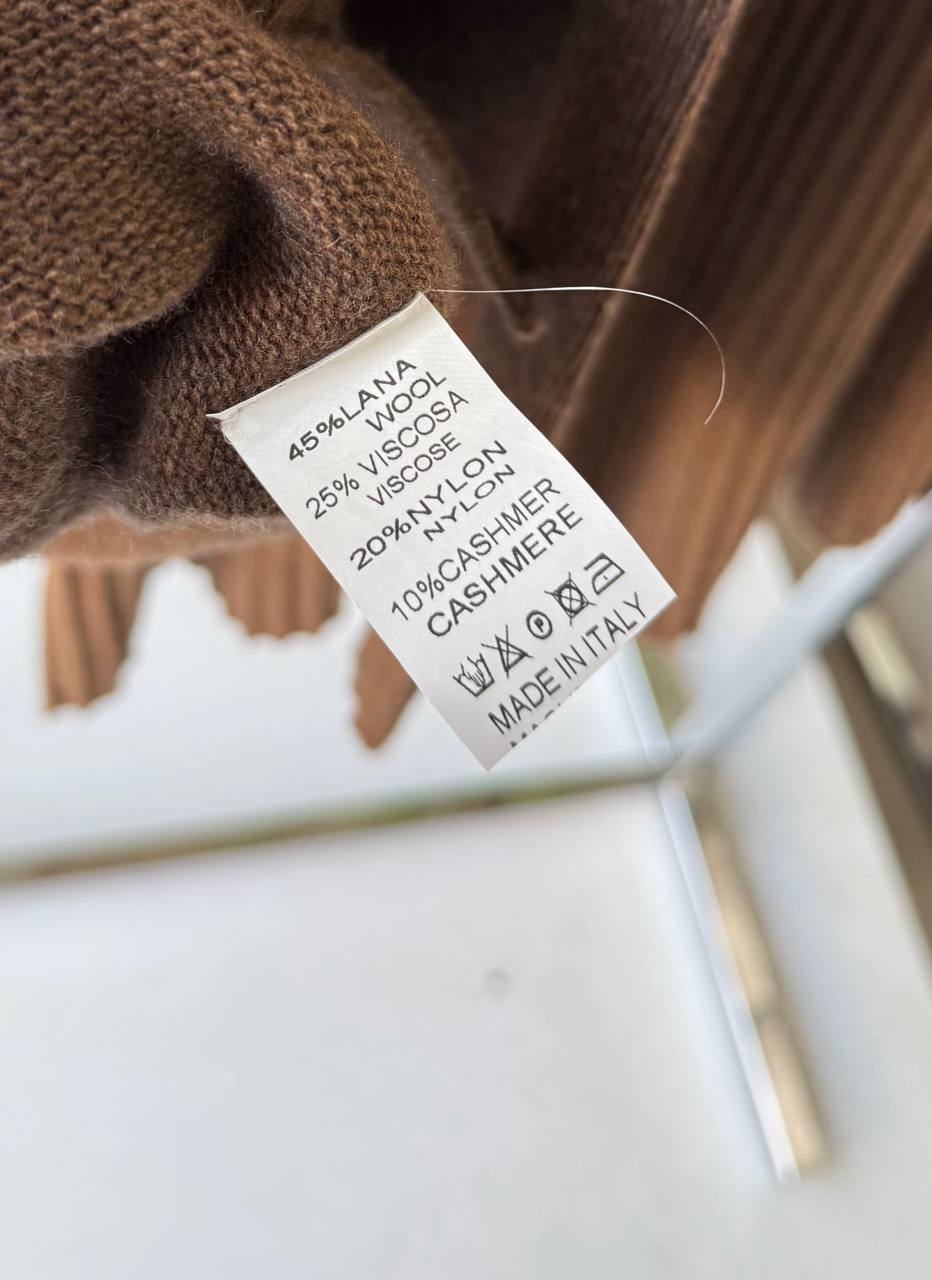 45%LANA
WOOL
25% VISCOSA
VISCOSE
20%NYLON
NYLON
10%CASHMER
CASHMERE
P
MADE IN ITALY